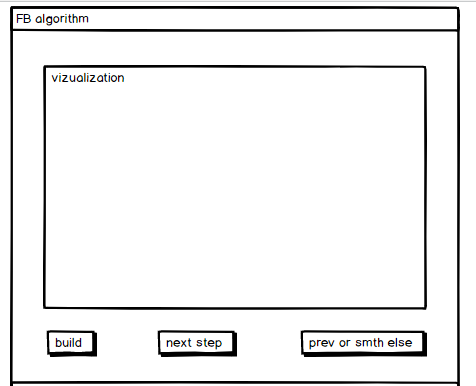 FB algorithm
vizualization
build
next step
prev or smth else